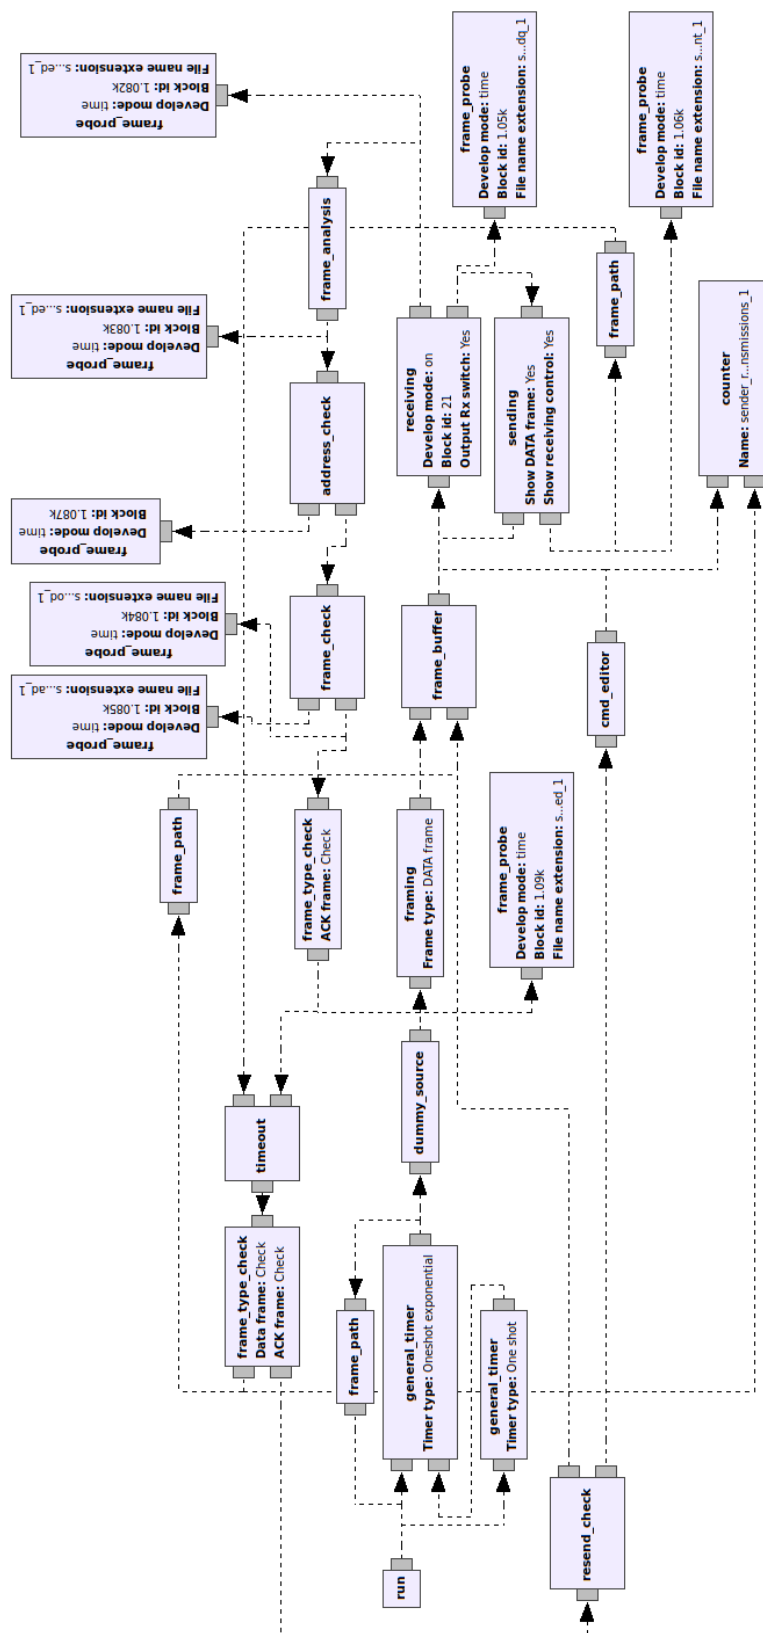 frame_probe
Develop mode: time
Block id: 1.082k
File name extension: s...ed_1
frame_probe
Develop mode: time
Block id: 1.05k
File name extension: s...dq_1
frame_probe
Develop mode: time
Block id: 1.06k
File name extension: s...nt_1
frame_analysis
frame_path
frame_probe
Develop mode: time
Block id: 1.083k
File name extension: s...ed_1
receiving
Develop mode: on
Block id: 21
Output Rx switch: Yes
sending
Show DATA frame: Yes
Show receiving control: Yes
counter
Name: sender_r...nsmissions_1
address_check
frame_probe
Develop mode: time
Block id: 1.087k
frame_probe
Develop mode: time
Block id: 1.084k
File name extension: s...od_1
frame_check
frame_buffer
cmd_editor
frame_probe
Develop mode: time
Block id: 1.085k
File name extension: s...ad_1
frame_path
frame_type_check
ACK frame: Check
framing
Frame type: DATA frame
frame_probe
Develop mode: time
Block id: 1.09k
File name extension: s...ed_1
dummy_source
timeout
frame_type_check
Data frame: Check
ACK frame: Check
frame_path
general_timer
Timer type: Oneshot exponential
general_timer
Timer type: One shot
resend_check
run